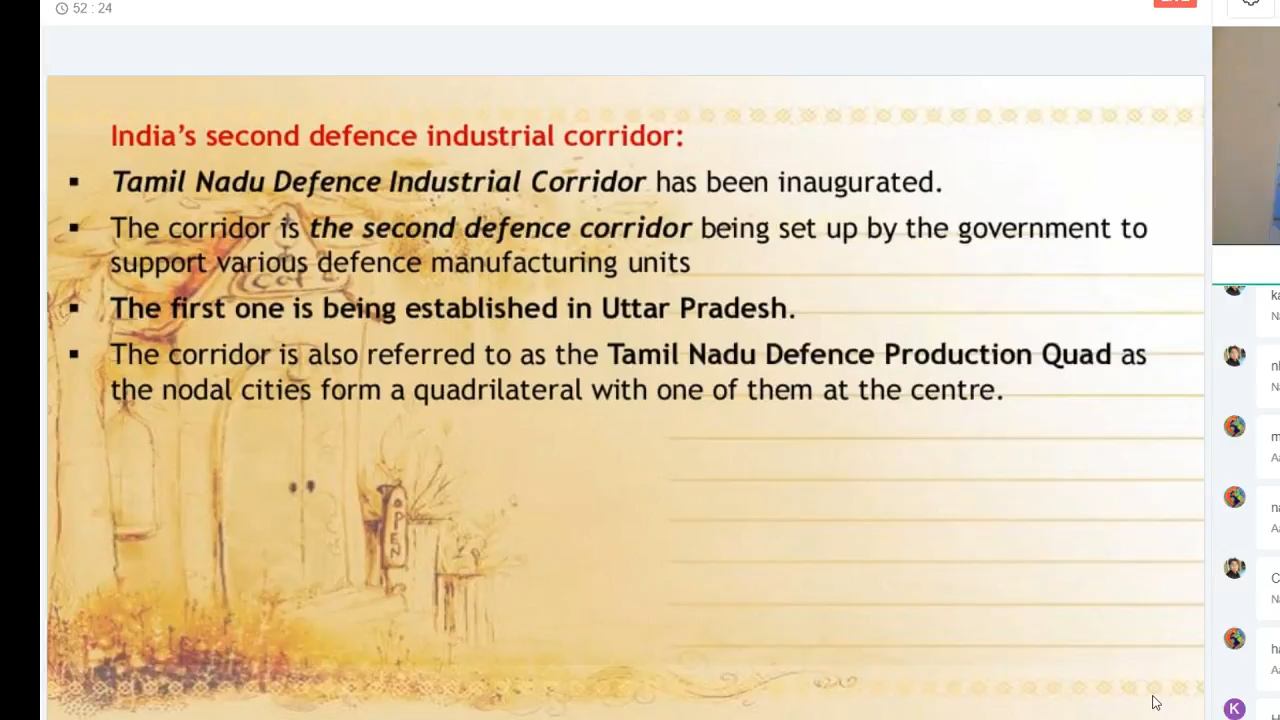 52 : 24
India's second defence industrial corridor:
▪ Tamil Nadu Defence Industrial Corridor has been inaugurated.
▪ The corridor is the second defence corridor being set up by the government to
support various defence manufacturing units
▪ The first one is being established in Uttar Pradesh.
▪ The corridor is also referred to as the Tamil Nadu Defence Production Quad as
the nodal cities form a quadrilateral with one of them at the centre.
OPEN
K